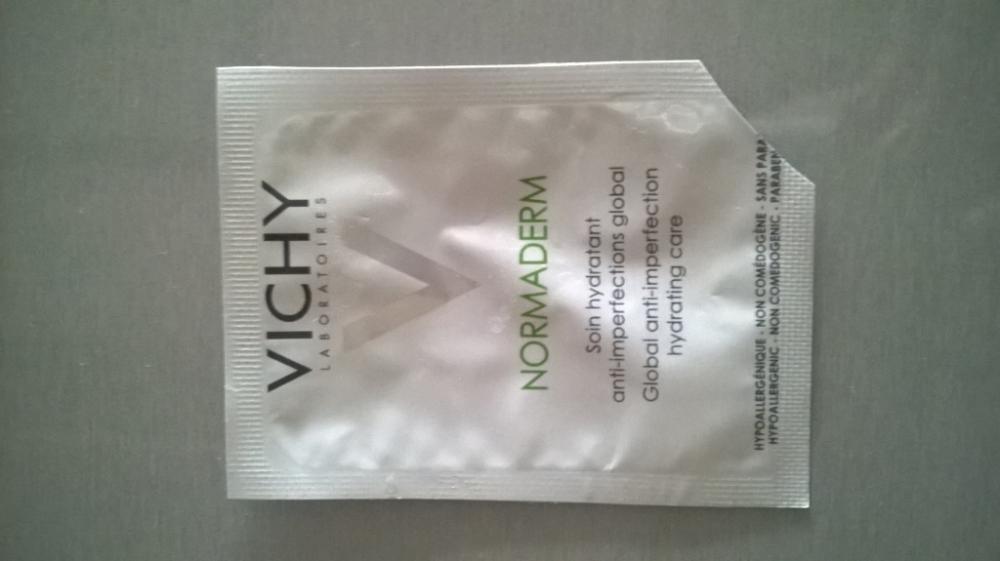 VICHY
LABORATOIRES
NORMADERM
Soin hydratant
anti-imperfections global
Global anti-imperfection
hydrating care
HYPOALLERGÉNIQUE - NON COMÉDOGÈNE - SANS
HYPOALLERGENIC - NON COMEDOGENIC -